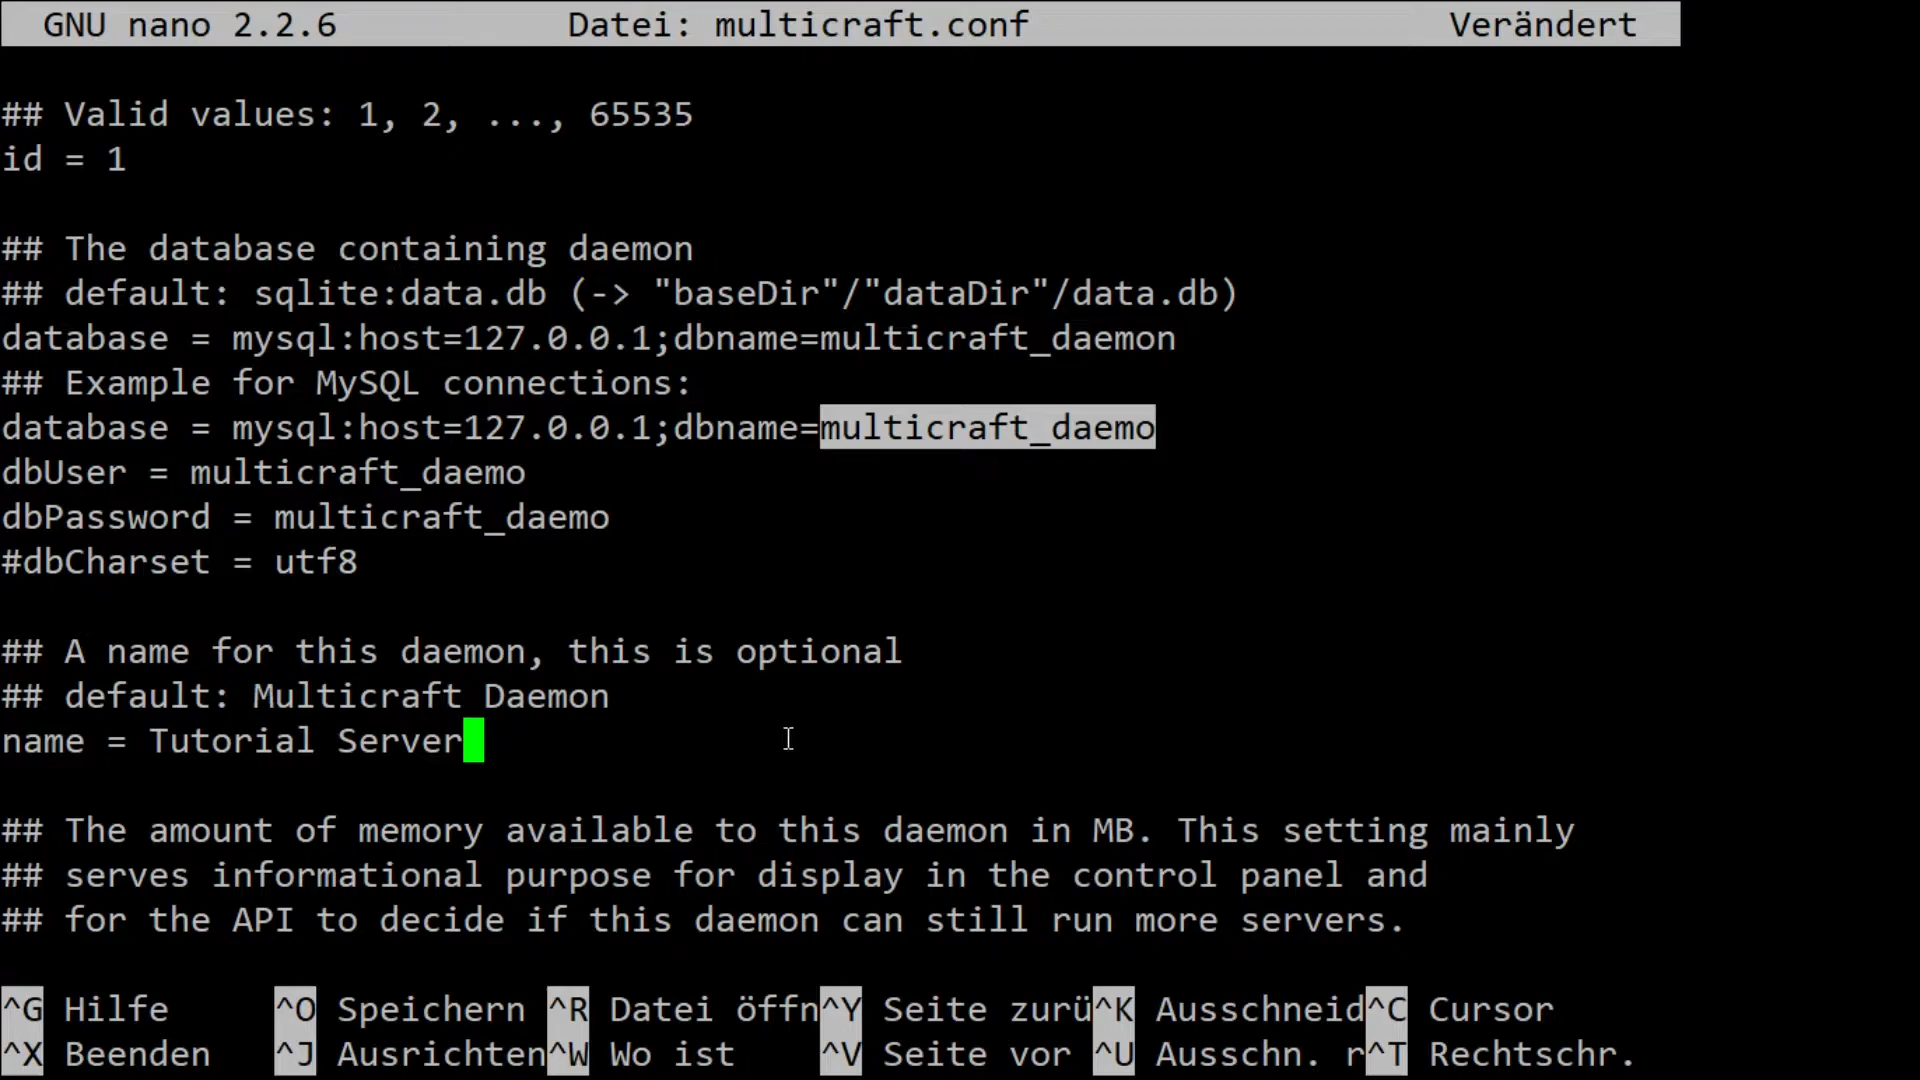 GNU nano 2.2.6 Datei: multicraft.conf Verändert
## Valid values: 1, 2, ..., 65535
id = 1
## The database containing daemon
## default: sqlite:data.db (-> "baseDir"/"dataDir"/data.db)
database = mysql:host=127.0.0.1;dbname=multicraft_daemon
## Example for MySQL connections:
database = mysql:host=127.0.0.1;dbname=multicraft_daemo
dbUser = multicraft_daemo
dbPassword = multicraft_daemo
#dbCharset = utf8
## A name for this daemon, this is optional
## default: Multicraft Daemon
name = Tutorial Server
## The amount of memory available to this daemon in MB. This setting mainly
## serves informational purpose for display in the control panel and
## for the API to decide if this daemon can still run more servers.
^G Hilfe ^O Speichern ^R Datei öffn^Y Seite zurü^K Ausschneid^C Cursor
^X Beenden ^J Ausrichten^W Wo ist ^V Seite vor ^U Ausschn. r^T Rechtschr.